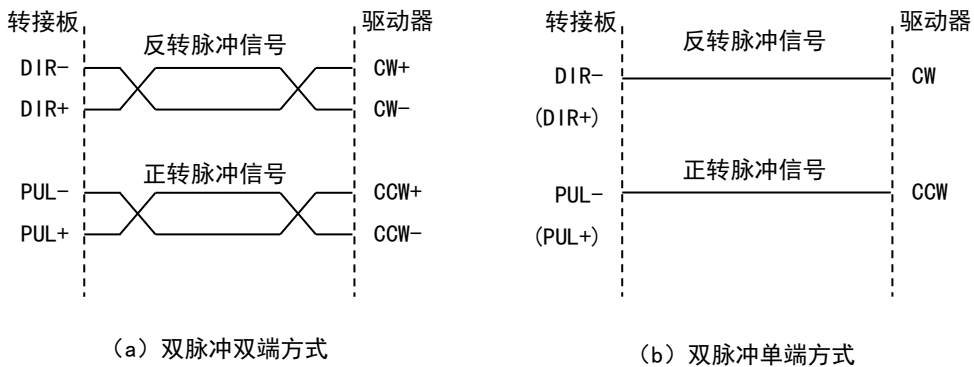 转接板 驱动器
反转脉冲信号
DIR- CW+
DIR+ CW-
正转脉冲信号
PUL- CCW+
PUL+ CCW-
(a) 双脉冲双端方式
转接板 驱动器
反转脉冲信号
DIR- CW
(DIR+)
正转脉冲信号
PUL- CCW
(PUL+)
(b) 双脉冲单端方式